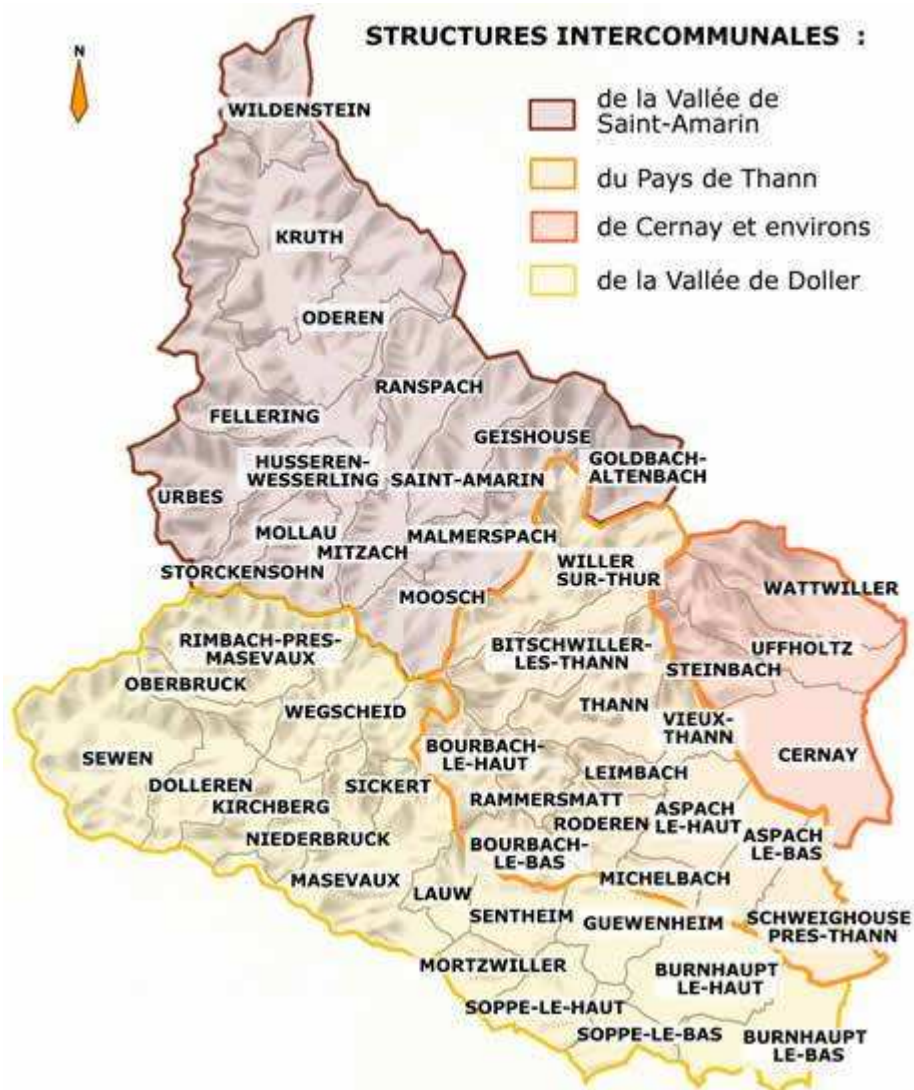 STRUCTURES INTERCOMMUNALES :
N
de la Vallée de
Saint-Amarin
du Pays de Thann
de Cernay et environs
de la Vallée de Doller
WILDENSTEIN
KRUTH
ODEREN
RANSPACH
FELLERING
GEISHOUSE
GOLDBACH-
ALTENBACH
HUSSEREN-
WESSERLING
SAINT-AMARIN
URBES
MOLLAU
MITZACH
MALMERSPACH
STORCKENSOHN
MOOSCH
WILLER
SUR-THUR
WATTWILLER
RIMBACH-PRES-
MASEVAUX
BITSCHWILLER-
LES-THANN
UFFHOLTZ
STEINBACH
OBERBRUCK
WEGSCHEID
THANN
VIEUX-
THANN
CERNAY
SEWEN
BOURBACH-
LE-HAUT
LEIMBACH
DOLLEREN
SICKERT
KIRCHBERG
RAMMERSMATT
RODEREN
ASPACH
LE-HAUT
ASPACH
LE-BAS
NIEDERBRUCK
BOURBACH-
LE-BAS
MASEVAUX
LAUW
MICHELBACH
SENTHEIM
GUEWENHEIM
SCHWEIGHOUSE
PRES-THANN
MORTZWILLER
BURNHAUPT
LE-HAUT
SOPPE-LE-HAUT
SOPPE-LE-BAS
BURNHAUPT
LE-BAS